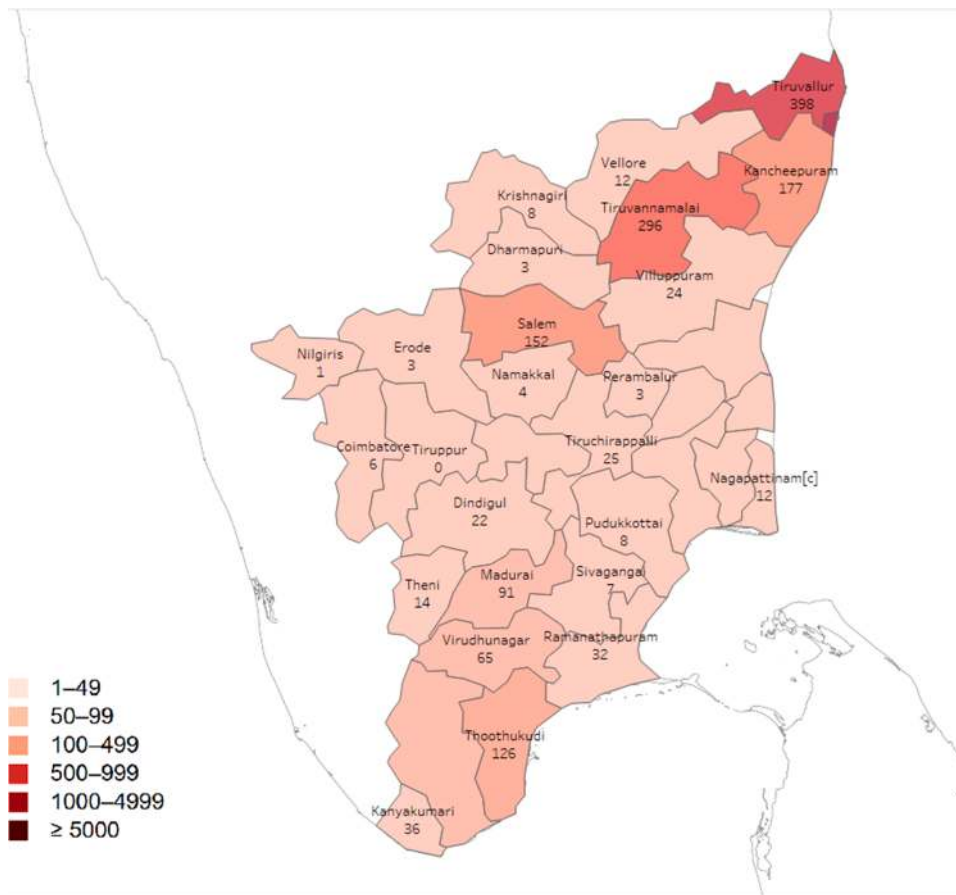 Tiruvallur
398
Kancheepuram
177
Vellore
12
Tiruvannamalai
296
Krishnagiri
8
Dharmapuri
3
Villuppuram
24
Salem
152
Nilgiris
1
Erode
3
Namakkal
4
Perambalur
3
Coimbatore
6
Tiruppur
0
Tiruchirappalli
25
Nagapattinam[c]
12
Dindigul
22
Pudukkottai
8
Theni
14
Madurai
91
Sivagangai
7
Virudhunagar
65
Ramanathapuram
32
Thoothukudi
126
Kanyakumari
36
1–49
50–99
100–499
500–999
1000–4999
≥ 5000